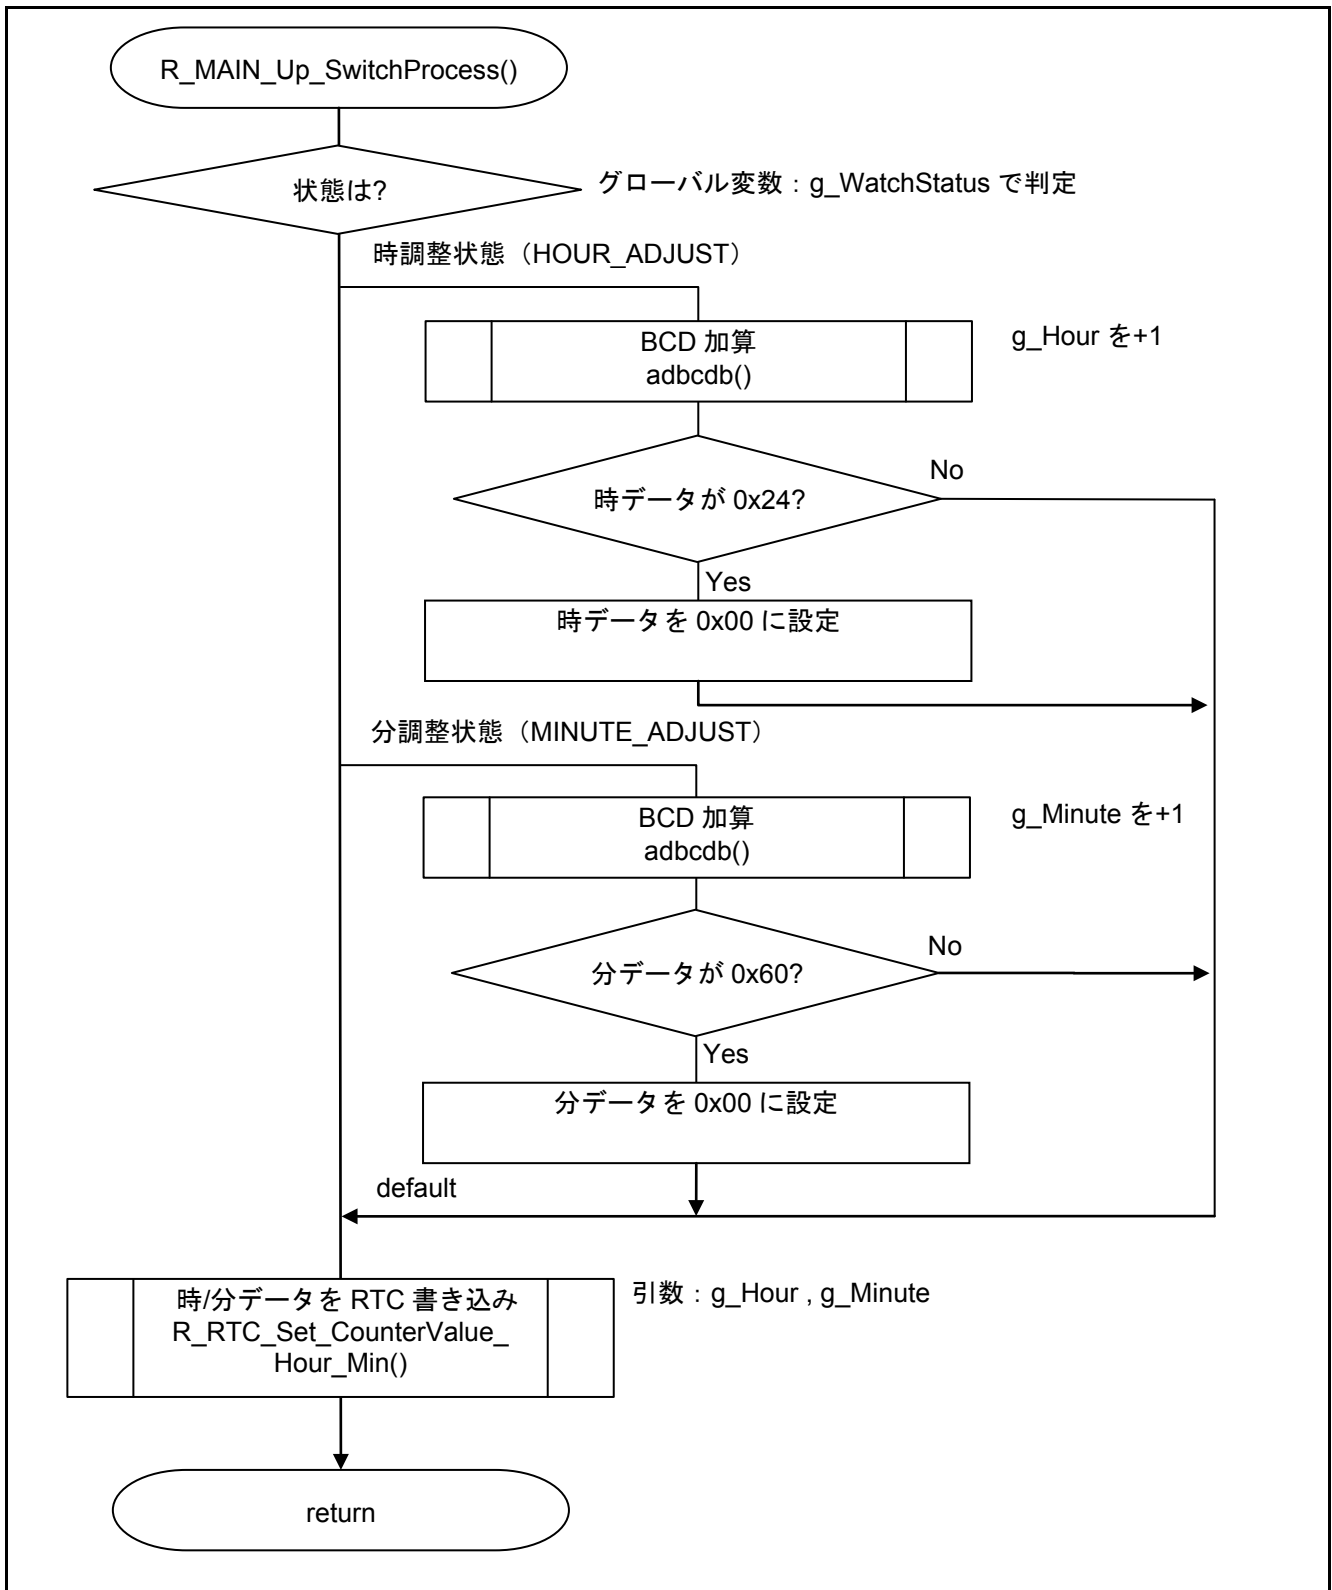 R_MAIN_Up_SwitchProcess()
状態は?
グローバル変数：g_WatchStatus で判定
時調整状態（HOUR_ADJUST）
BCD 加算
adbcdb()
g_Hour を+1
No
時データが 0x24?
Yes
時データを 0x00 に設定
分調整状態（MINUTE_ADJUST）
BCD 加算
adbcdb()
g_Minute を+1
No
分データが 0x60?
Yes
分データを 0x00 に設定
default
時/分データを RTC 書き込み
R_RTC_Set_CounterValue_
Hour_Min()
引数：g_Hour , g_Minute
return